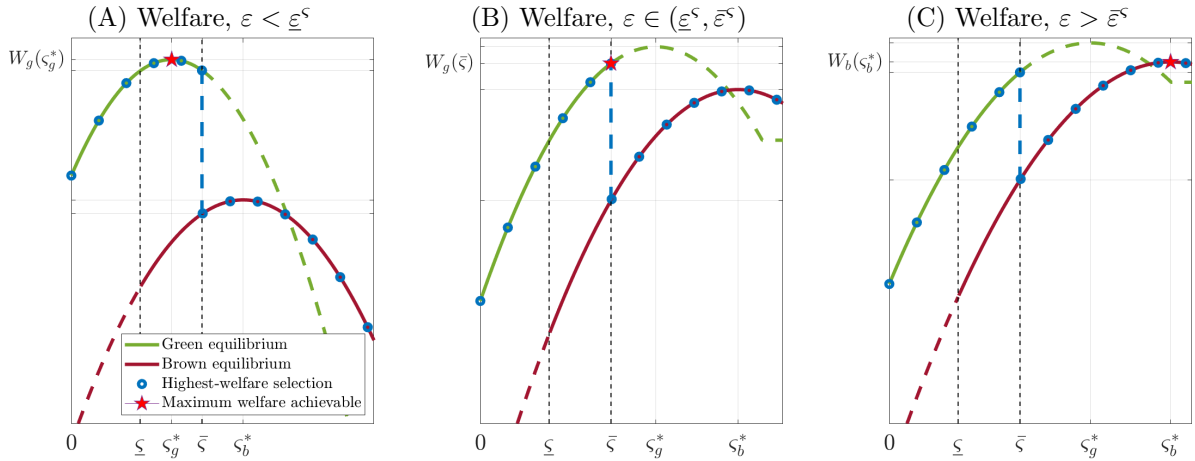 (A) Welfare, ε < ε̲^ς
W_g(ς_g^*)
0
ς̲
ς_g^*
ς̄
ς_b^*
Green equilibrium
Brown equilibrium
Highest-welfare selection
Maximum welfare achievable
(B) Welfare, ε ∈ (ε̲^ς, ε̄^ς)
W_g(ς̄)
0
ς̲
ς̄
ς_g^*
ς_b^*
(C) Welfare, ε > ε̄^ς
W_b(ς_b^*)
0
ς̲
ς̄
ς_g^*
ς_b^*